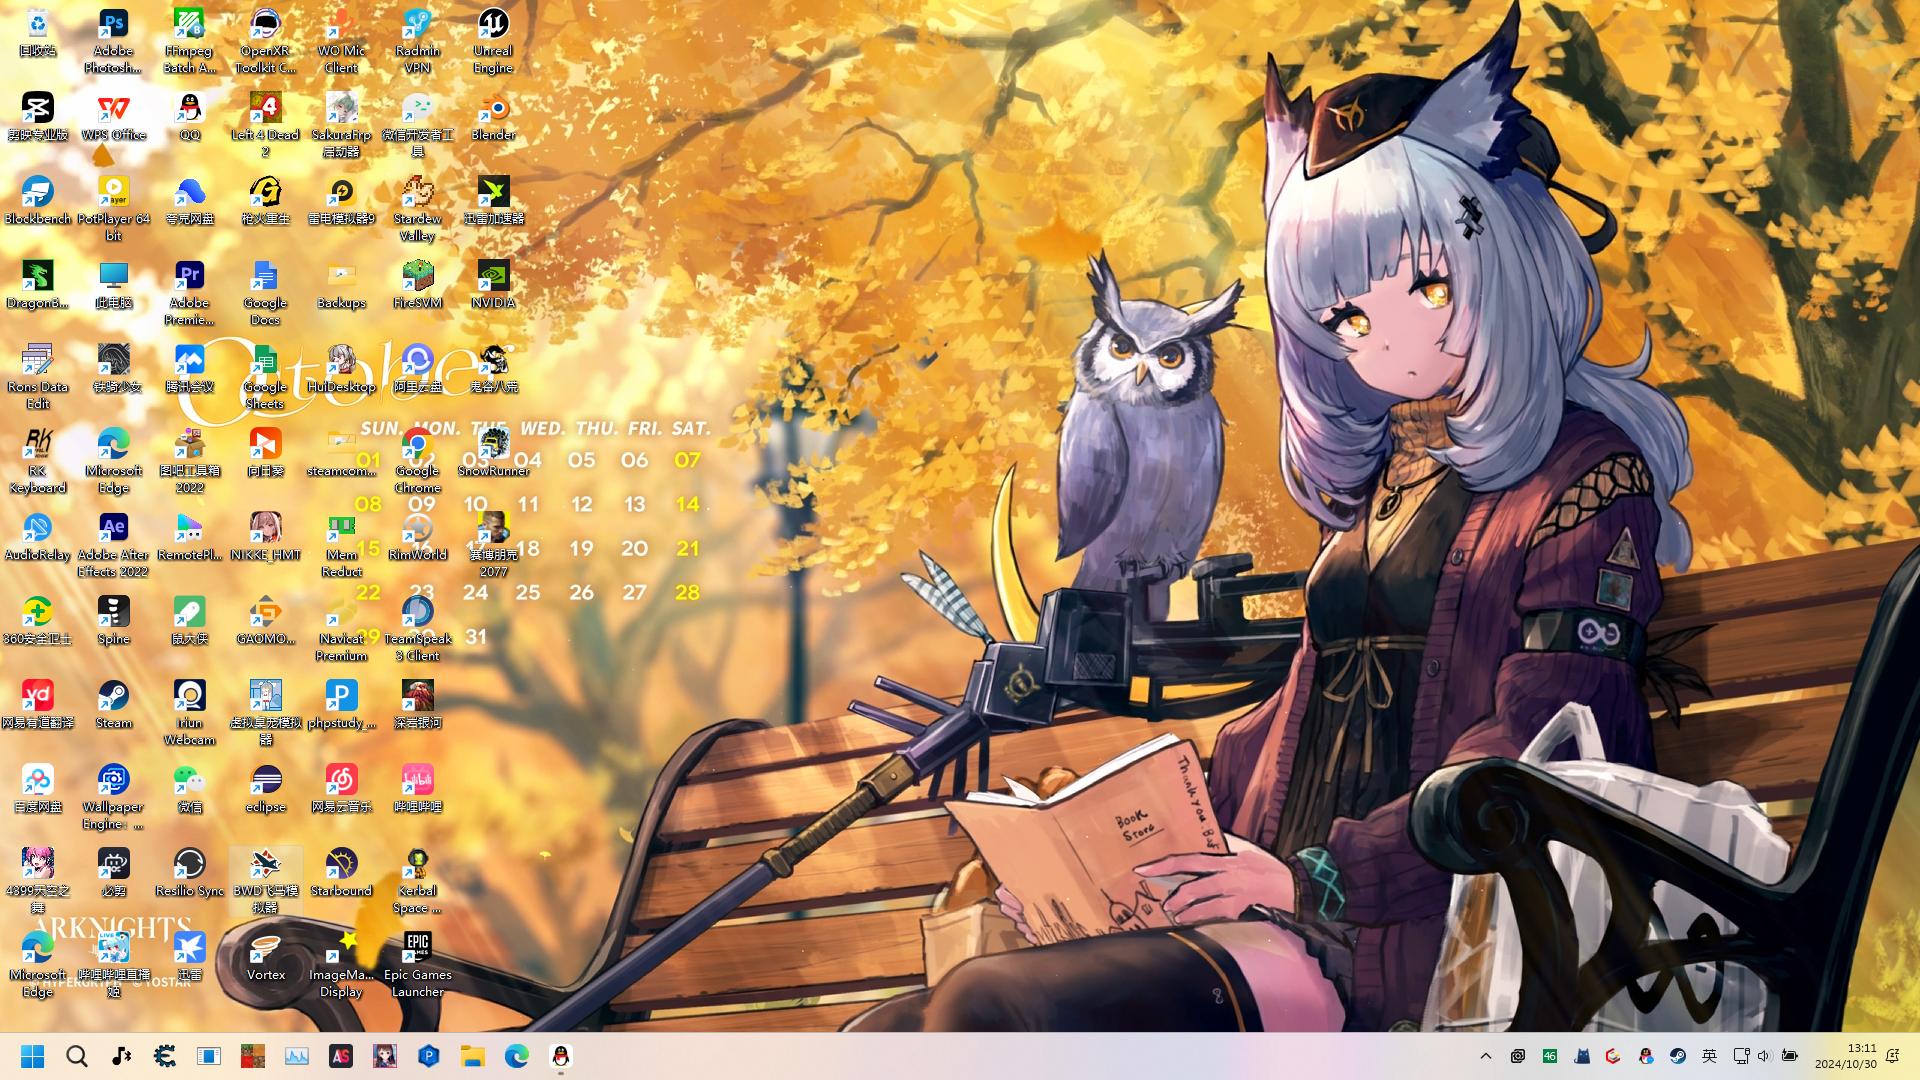 回收站
Adobe Photosh...
FFmpeg Batch A...
OpenXR Toolkit C...
WO Mic Client
Radmin VPN
Unreal Engine
剪映专业版
WPS Office
QQ
Left 4 Dead 2
SakuraFrp 启动器
微信开发者工具
Blender
Blockbench
PotPlayer 64 bit
夸克网盘
枪火重生
雷电模拟器9
Stardew Valley
迅雷加速器
DragonB...
此电脑
Adobe Premie...
Google Docs
Backups
FireSVM
NVIDIA
October
Rons Data Edit
铁骑少女
腾讯会议
Google Sheets
HuiDesktop
阿里云盘
鬼谷八荒
SUN. MON. TUE. WED. THU. FRI. SAT.
RK Keyboard
Microsoft Edge
图吧工具箱 2022
向日葵
steamcom...
Google Chrome
SnowRunner
01 02 03 04 05 06 07
08 09 10 11 12 13 14
AudioRelay
Adobe After Effects 2022
RemotePl...
NIKKE_HMT
Mem Reduct
RimWorld
赛博朋克 2077
15 16 17 18 19 20 21
22 23 24 25 26 27 28
360安全卫士
Spine
鼠大侠
GAOMO...
Navicat Premium
TeamSpeak 3 Client
29 30 31
网易有道翻译
Steam
Iriun Webcam
虚拟桌宠模拟器
phpstudy_...
深岩银河
百度网盘
Wallpaper Engine：...
微信
eclipse
网易云音乐
哔哩哔哩
4399天空之舞
必剪
Resilio Sync
BWD飞马模拟器
Starbound
Kerbal Space ...
ARKNIGHTS
Microsoft Edge
哔哩哔哩直播姬
迅雷
Vortex
ImageMa... Display
Epic Games Launcher
©HYPERGRYPH ©YOSTAR
Thank you. B&F
Book Store
46
英
13:11
2024/10/30